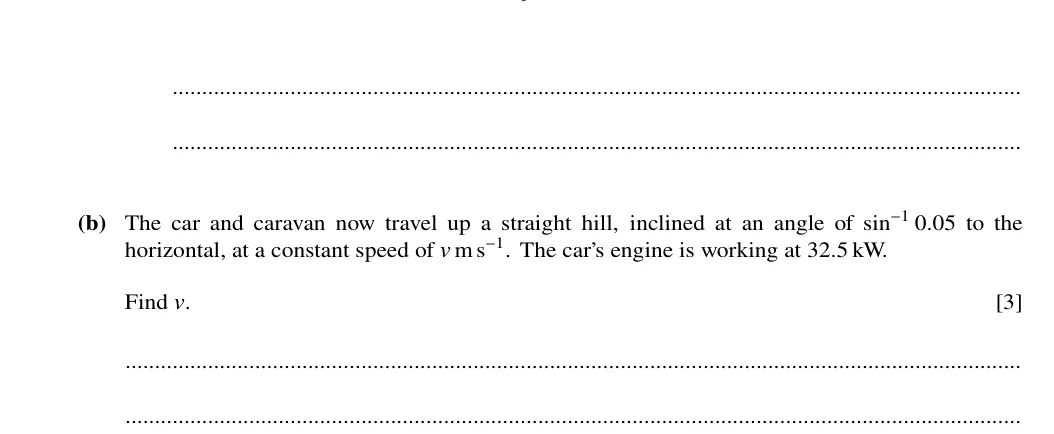 (b) The car and caravan now travel up a straight hill, inclined at an angle of sin⁻¹ 0.05 to the
horizontal, at a constant speed of v m s⁻¹. The car’s engine is working at 32.5 kW.
Find v. [3]